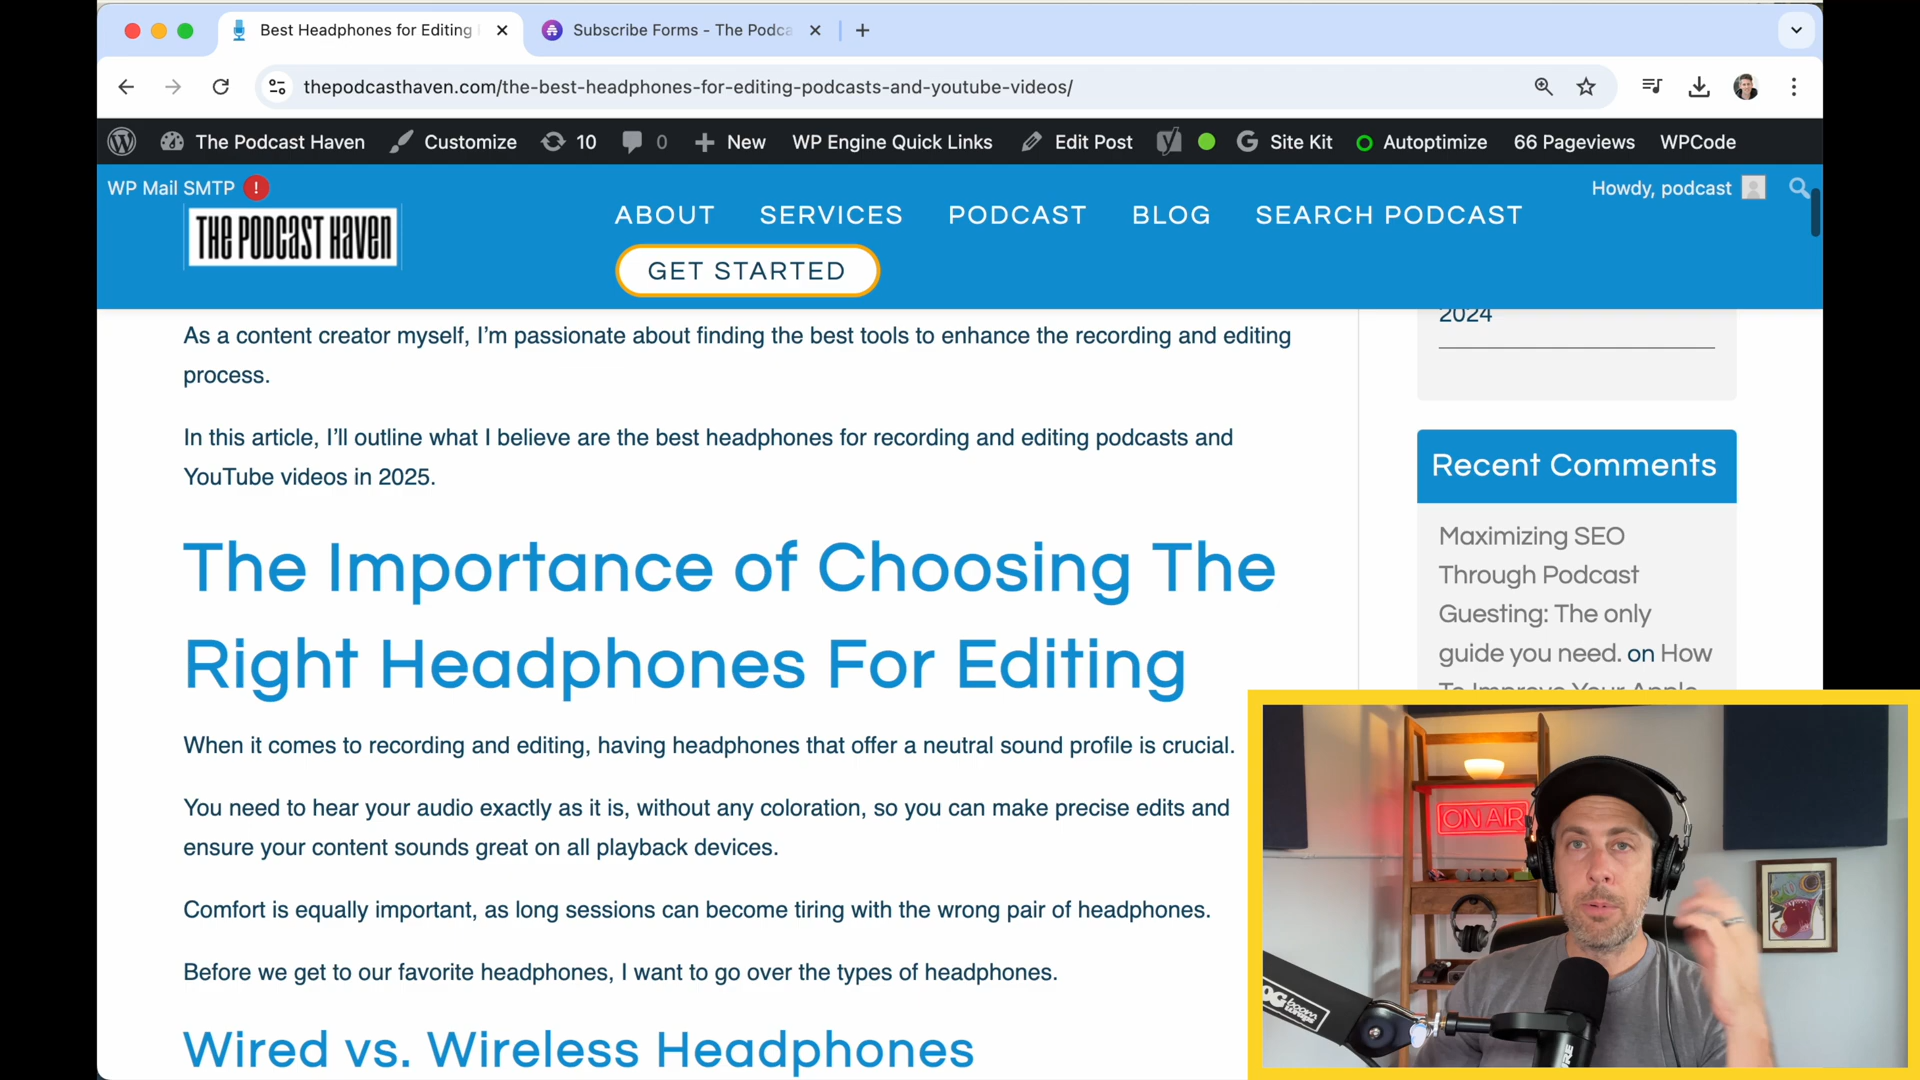 Best Headphones for Editing
Subscribe Forms - The Podca
thepodcasthaven.com/the-best-headphones-for-editing-podcasts-and-youtube-videos/
The Podcast Haven Customize 10 0 New WP Engine Quick Links Edit Post Site Kit Autoptimize 66 Pageviews WPCode
WP Mail SMTP !
Howdy, podcast
THE PODCAST HAVEN
ABOUT SERVICES PODCAST BLOG SEARCH PODCAST
GET STARTED
As a content creator myself, I'm passionate about finding the best tools to enhance the recording and editing
process.
In this article, I'll outline what I believe are the best headphones for recording and editing podcasts and
YouTube videos in 2025.
The Importance of Choosing The
Right Headphones For Editing
When it comes to recording and editing, having headphones that offer a neutral sound profile is crucial.
You need to hear your audio exactly as it is, without any coloration, so you can make precise edits and
ensure your content sounds great on all playback devices.
Comfort is equally important, as long sessions can become tiring with the wrong pair of headphones.
Before we get to our favorite headphones, I want to go over the types of headphones.
Wired vs. Wireless Headphones
2024
Recent Comments
Maximizing SEO
Through Podcast
Guesting: The only
guide you need. on How
To Improve Your Apple
ON AIR